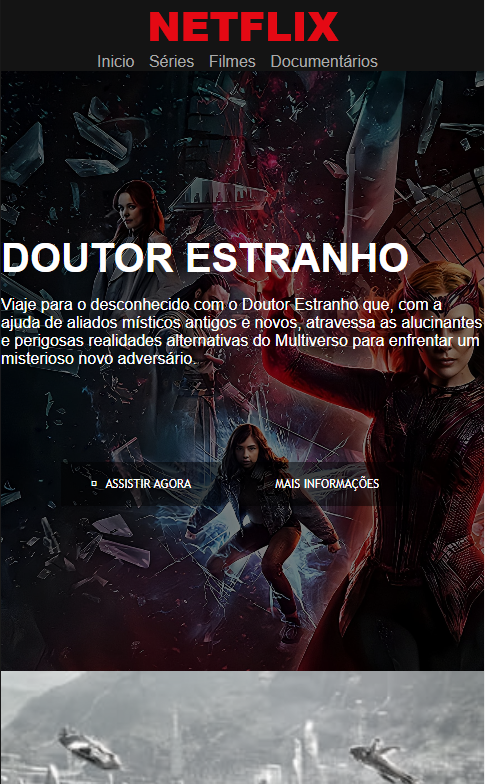 NETFLIX
Inicio Séries Filmes Documentários
DOUTOR ESTRANHO
Viaje para o desconhecido com o Doutor Estranho que, com a
ajuda de aliados místicos antigos e novos, atravessa as alucinantes
e perigosas realidades alternativas do Multiverso para enfrentar um
misterioso novo adversário.
ASSISTIR AGORA MAIS INFORMAÇÕES